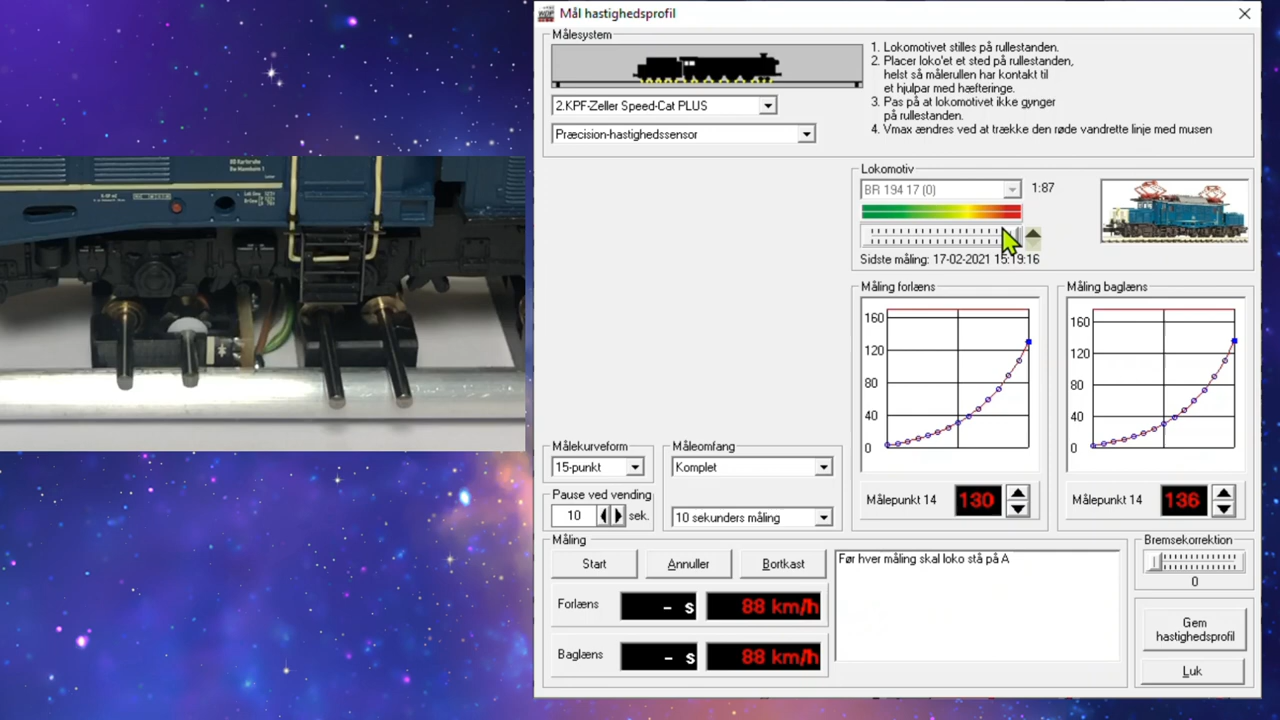 Mål hastighedsprofil
Målesystem
2.KPF-Zeller Speed-Cat PLUS
Præcision-hastighedssensor
1. Lokomotivet stilles på rullestanden.
2. Placer loko'et et sted på rullestanden,
helst så målerullen har kontakt til
et hjulpar med hæfteringe.
3. Pas på at lokomotivet ikke gynger
på rullestanden.
4. Vmax ændres ved at trække den røde vandrette linje med musen
Lokomotiv
BR 194 17 (0)
1:87
Sidste måling: 17-02-2021 15:19:16
Måling forlæns
160
120
80
40
0
Målepunkt 14
130
Måling baglæns
160
120
80
40
0
Målepunkt 14
136
Målekurveform
15-punkt
Pause ved vending
10
sek.
Måleomfang
Komplet
10 sekunders måling
Måling
Start
Annuller
Bortkast
Forlæns
- s
88 km/h
Baglæns
- s
88 km/h
Før hver måling skal loko stå på A
Bremsekorrektion
0
Gem
hastighedsprofil
Luk
BD Karlsruhe